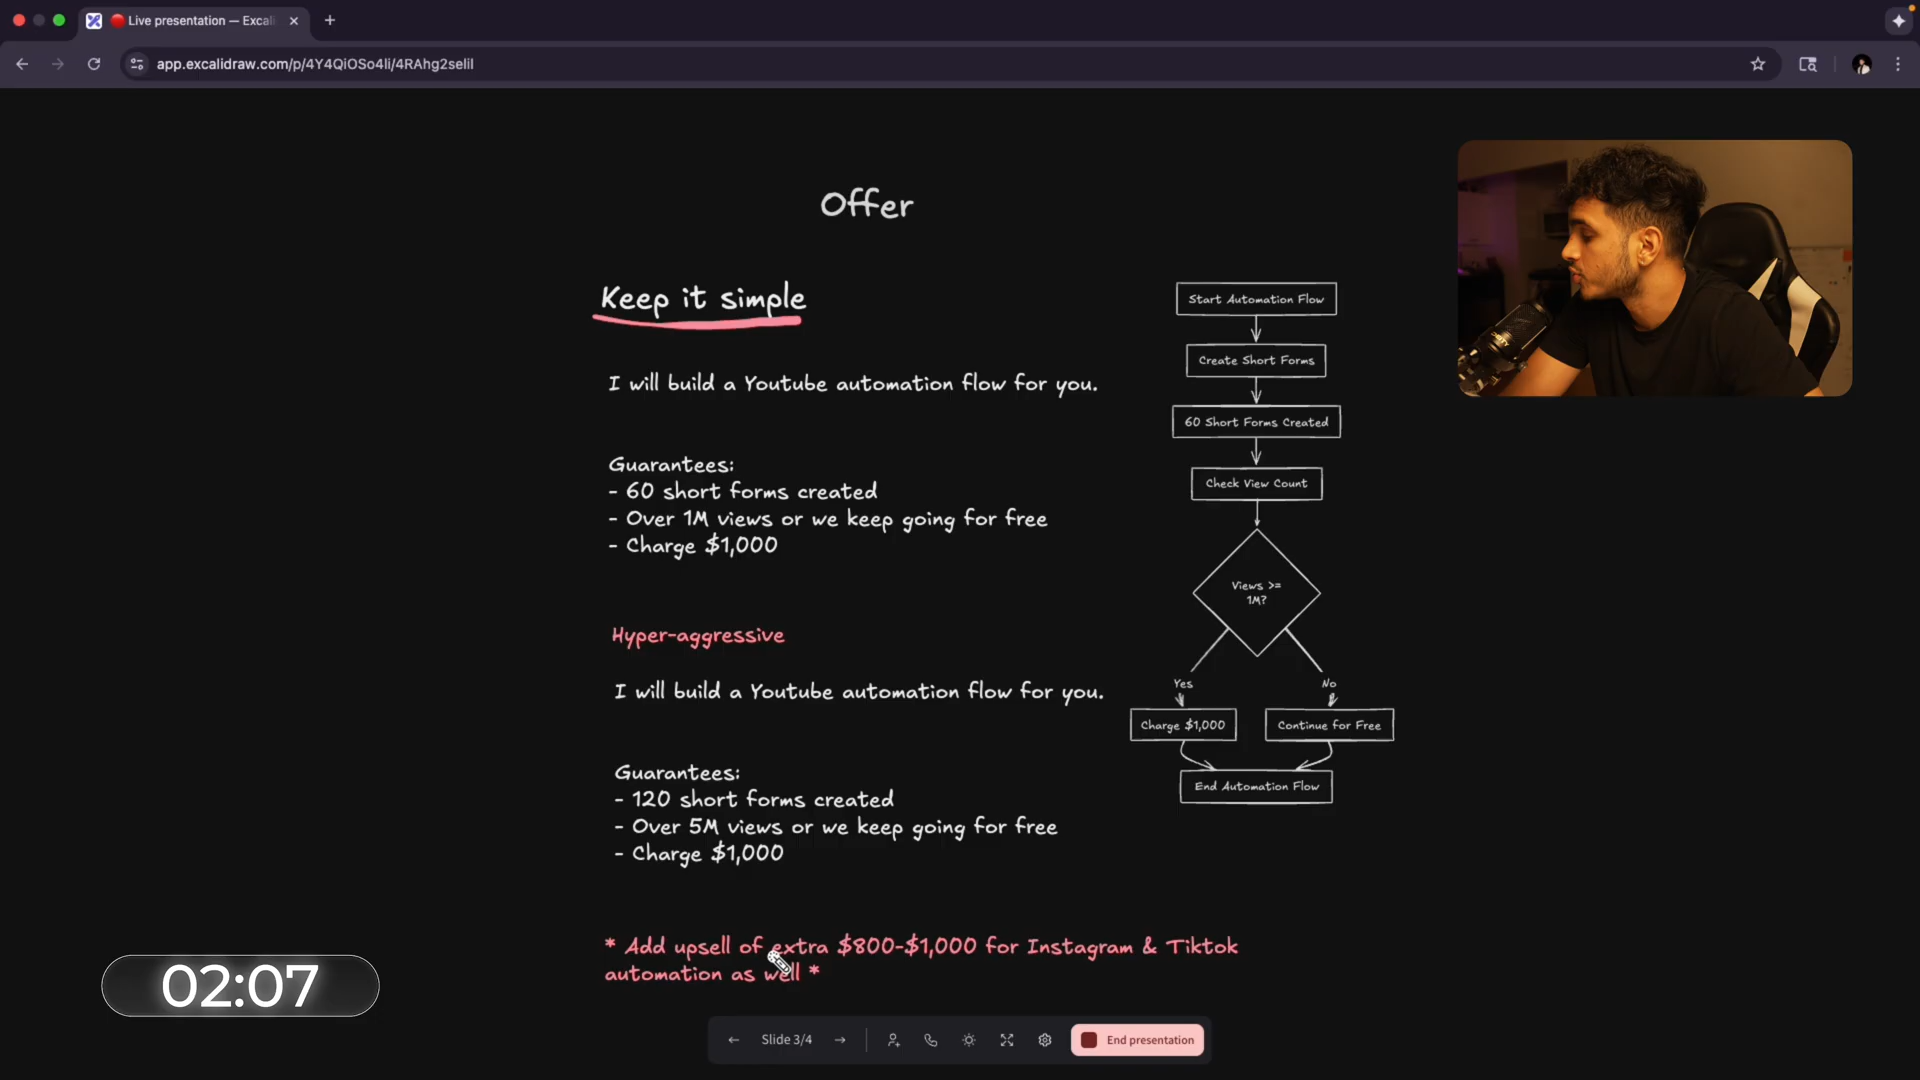 Live presentation — Excali
app.excalidraw.com/p/4Y4QiOSo4li/4RAhg2seliI
Offer
Keep it simple
I will build a Youtube automation flow for you.
Guarantees:
- 60 short forms created
- Over 1M views or we keep going for free
- Charge $1,000
Hyper-aggressive
I will build a Youtube automation flow for you.
Guarantees:
- 120 short forms created
- Over 5M views or we keep going for free
- Charge $1,000
* Add upsell of extra $800-$1,000 for Instagram & Tiktok
automation as well *
Start Automation Flow
Create Short Forms
60 Short Forms Created
Check View Count
Views >=
1M?
Yes
No
Charge $1,000
Continue for Free
End Automation Flow
02:07
Slide 3/4
End presentation